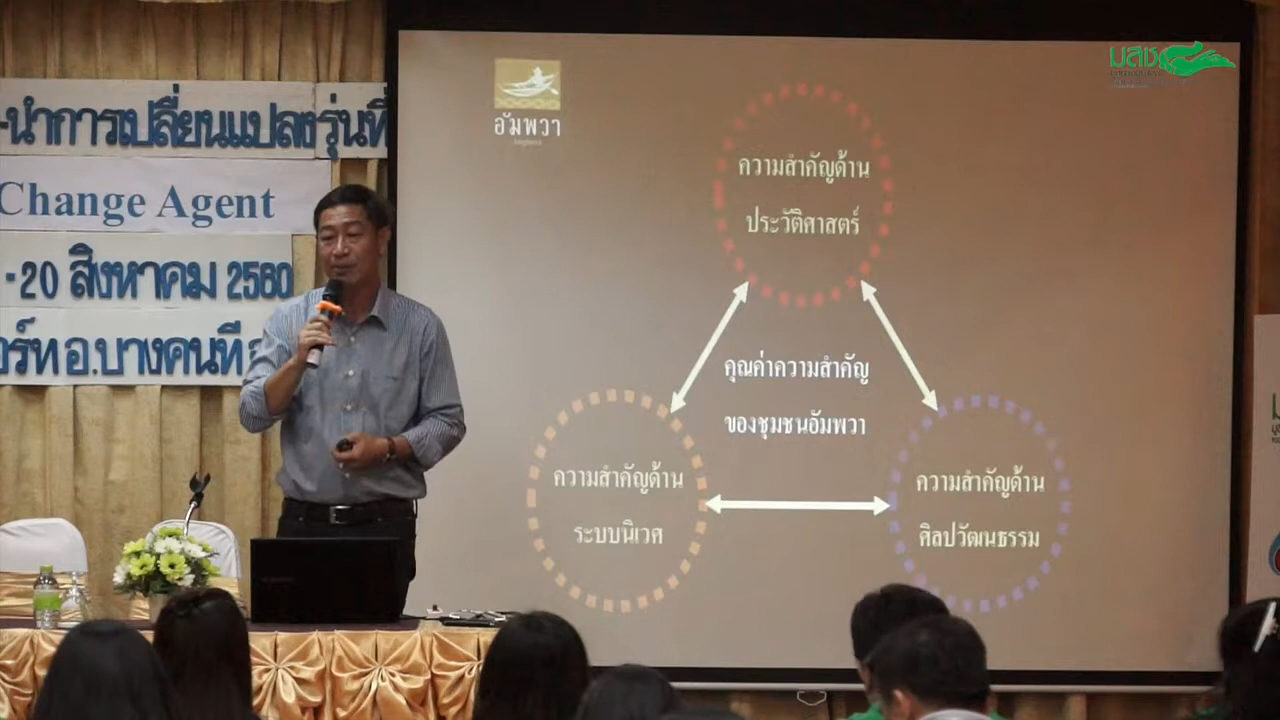 -นำการเปลี่ยนแปลงรุ่นที่
Change Agent
-20 สิงหาคม 2560
อ.บางคนที
อัมพวา
มสช
ความสำคัญด้าน
ประวัติศาสตร์
คุณค่าความสำคัญ
ของชุมชนอัมพวา
ความสำคัญด้าน
ระบบนิเวศ
ความสำคัญด้าน
ศิลปวัฒนธรรม